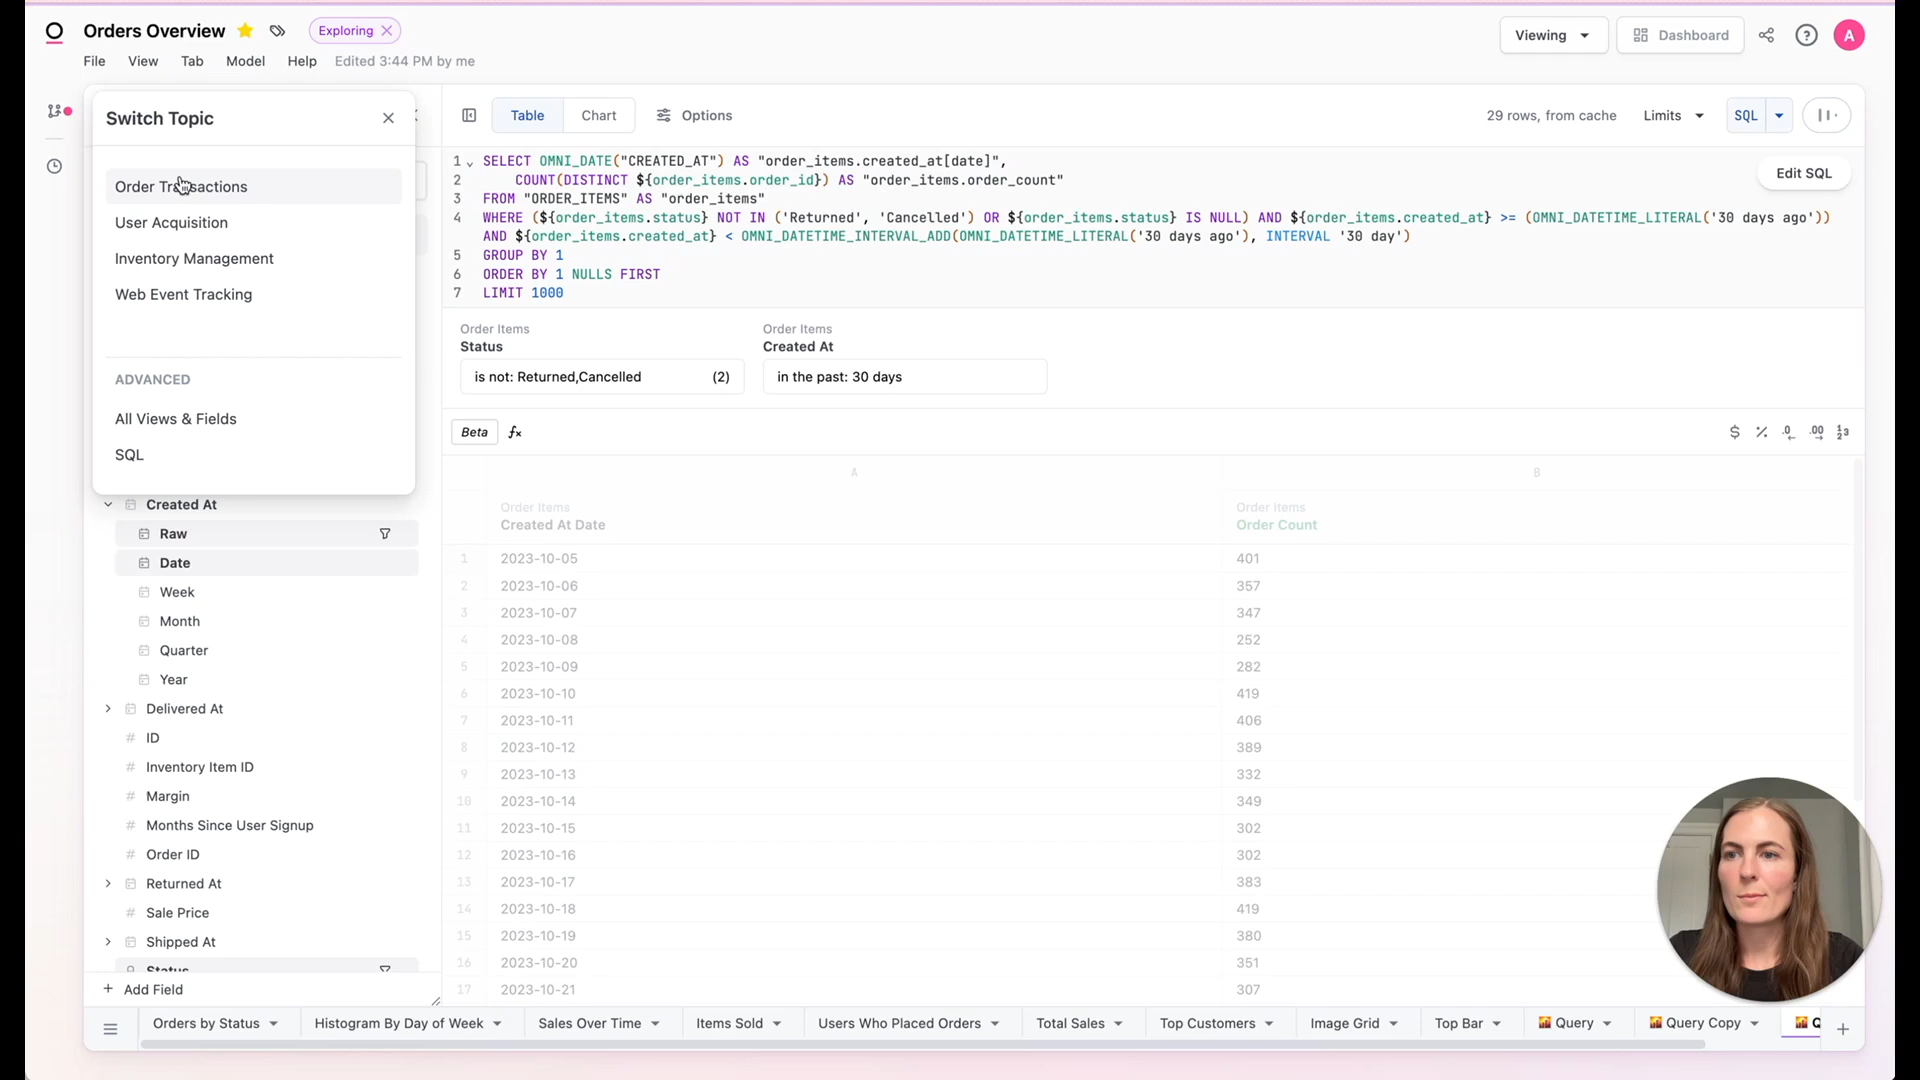 Orders Overview
Exploring
File View Tab Model Help Edited 3:44 PM by me
Viewing
Dashboard
A
Switch Topic
Order Transactions
User Acquisition
Inventory Management
Web Event Tracking
ADVANCED
All Views & Fields
SQL
Created At
Raw
Date
Week
Month
Quarter
Year
Delivered At
ID
Inventory Item ID
Margin
Months Since User Signup
Order ID
Returned At
Sale Price
Shipped At
Status
Add Field
Table Chart Options
29 rows, from cache Limits SQL
1 SELECT OMNI_DATE("CREATED_AT") AS "order_items.created_at[date]",
2 COUNT(DISTINCT ${order_items.order_id}) AS "order_items.order_count"
3 FROM "ORDER_ITEMS" AS "order_items"
4 WHERE (${order_items.status} NOT IN ('Returned', 'Cancelled') OR ${order_items.status} IS NULL) AND ${order_items.created_at} >= (OMNI_DATETIME_LITERAL('30 days ago'))
AND ${order_items.created_at} < OMNI_DATETIME_INTERVAL_ADD(OMNI_DATETIME_LITERAL('30 days ago'), INTERVAL '30 day')
5 GROUP BY 1
6 ORDER BY 1 NULLS FIRST
7 LIMIT 1000
Edit SQL
Order Items
Status
is not: Returned,Cancelled (2)
Order Items
Created At
in the past: 30 days
Beta fx
$ % .0 .00
A B
Order Items Order Items
Created At Date Order Count
1 2023-10-05 401
2 2023-10-06 357
3 2023-10-07 347
4 2023-10-08 252
5 2023-10-09 282
6 2023-10-10 419
7 2023-10-11 406
8 2023-10-12 389
9 2023-10-13 332
10 2023-10-14 349
11 2023-10-15 302
12 2023-10-16 302
13 2023-10-17 383
14 2023-10-18 419
15 2023-10-19 380
16 2023-10-20 351
17 2023-10-21 307
Orders by Status Histogram By Day of Week Sales Over Time Items Sold Users Who Placed Orders Total Sales Top Customers Image Grid Top Bar Query Query Copy